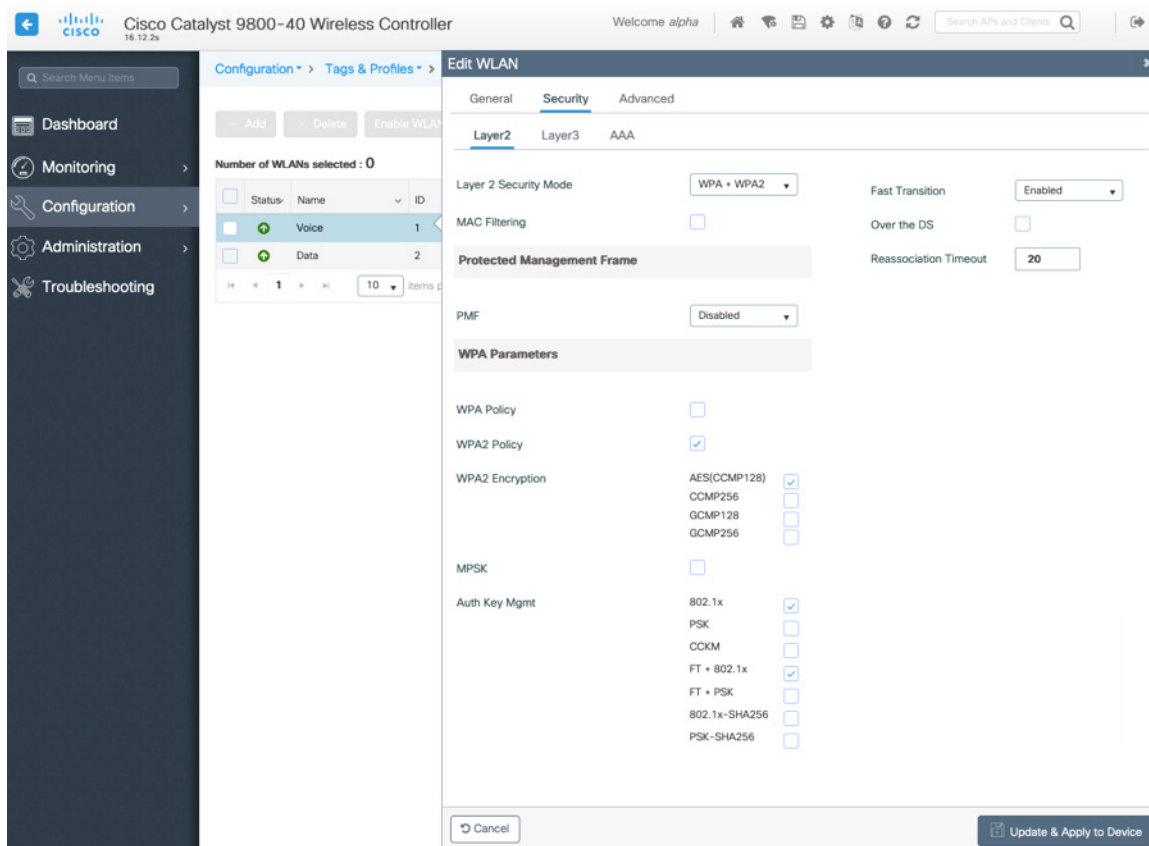 CISCO
Cisco Catalyst 9800-40 Wireless Controller
16.12.2s
Welcome alpha
Search APs and Clients
Search Menu Items
Dashboard
Monitoring
Configuration
Administration
Troubleshooting
Configuration > Tags & Profiles >
Add
Delete
Enable WLAN
Number of WLANs selected : 0
Status Name ID
Voice 1
Data 2
1 10 items p
Edit WLAN
General Security Advanced
Layer2 Layer3 AAA
Layer 2 Security Mode WPA + WPA2
MAC Filtering
Protected Management Frame
PMF Disabled
WPA Parameters
WPA Policy
WPA2 Policy
WPA2 Encryption AES(CCMP128)
CCMP256
GCMP128
GCMP256
MPSK
Auth Key Mgmt 802.1x
PSK
CCKM
FT + 802.1x
FT + PSK
802.1x-SHA256
PSK-SHA256
Fast Transition Enabled
Over the DS
Reassociation Timeout 20
Cancel
Update & Apply to Device